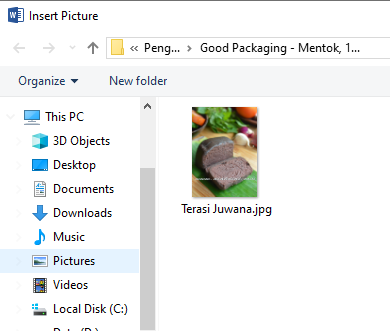 Insert Picture
« Peng... > Good Packaging - Mentok, 1...
Organize
New folder
This PC
3D Objects
Desktop
Documents
Downloads
Music
Pictures
Videos
Local Disk (C:)
Terasi Juwana.jpg